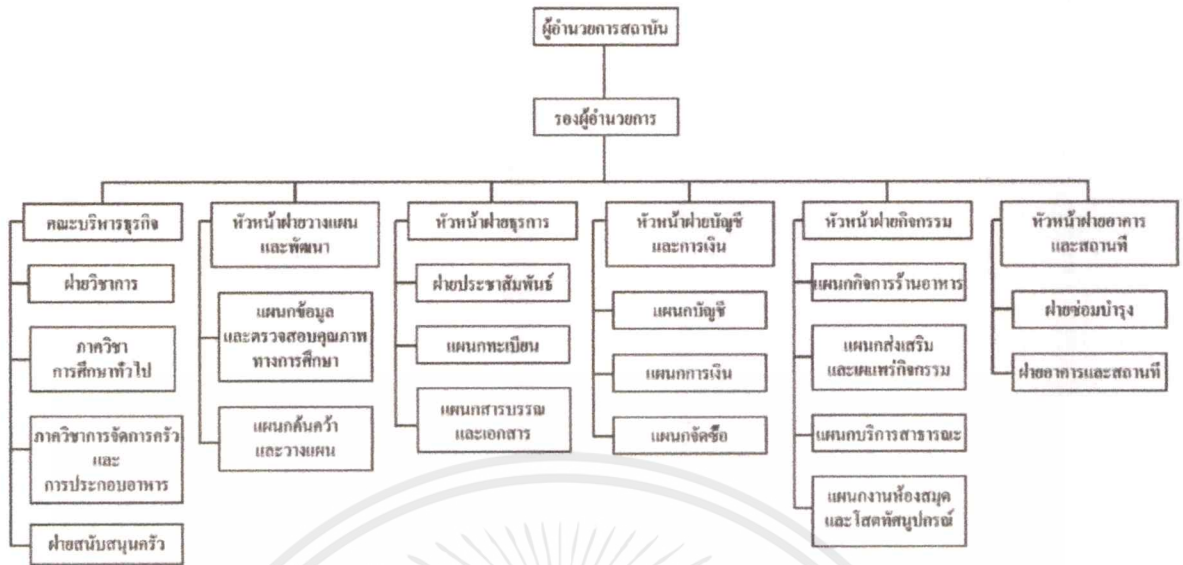 ผู้อำนวยการสถาบัน
รองผู้อำนวยการ
คณะบริหารธุรกิจ
ฝ่ายวิชาการ
ภาควิชา
การศึกษาทั่วไป
ภาควิชาการจัดการครัว
และ
การประกอบอาหาร
ฝ่ายสนับสนุนครัว
หัวหน้าฝ่ายวางแผน
และพัฒนา
แผนกข้อมูล
และตรวจสอบคุณภาพ
ทางการศึกษา
แผนกค้นคว้า
และวางแผน
หัวหน้าฝ่ายธุรการ
ฝ่ายประชาสัมพันธ์
แผนกทะเบียน
แผนกสารบรรณ
และเอกสาร
หัวหน้าฝ่ายบัญชี
และการเงิน
แผนกบัญชี
แผนกการเงิน
แผนกจัดซื้อ
หัวหน้าฝ่ายกิจกรรม
แผนกกิจการร้านอาหาร
แผนกส่งเสริม
และเผยแพร่กิจกรรม
แผนกบริการสาธารณะ
แผนกงานห้องสมุด
และโสตทัศนูปกรณ์
หัวหน้าฝ่ายอาคาร
และสถานที่
ฝ่ายซ่อมบำรุง
ฝ่ายอาคารและสถานที่